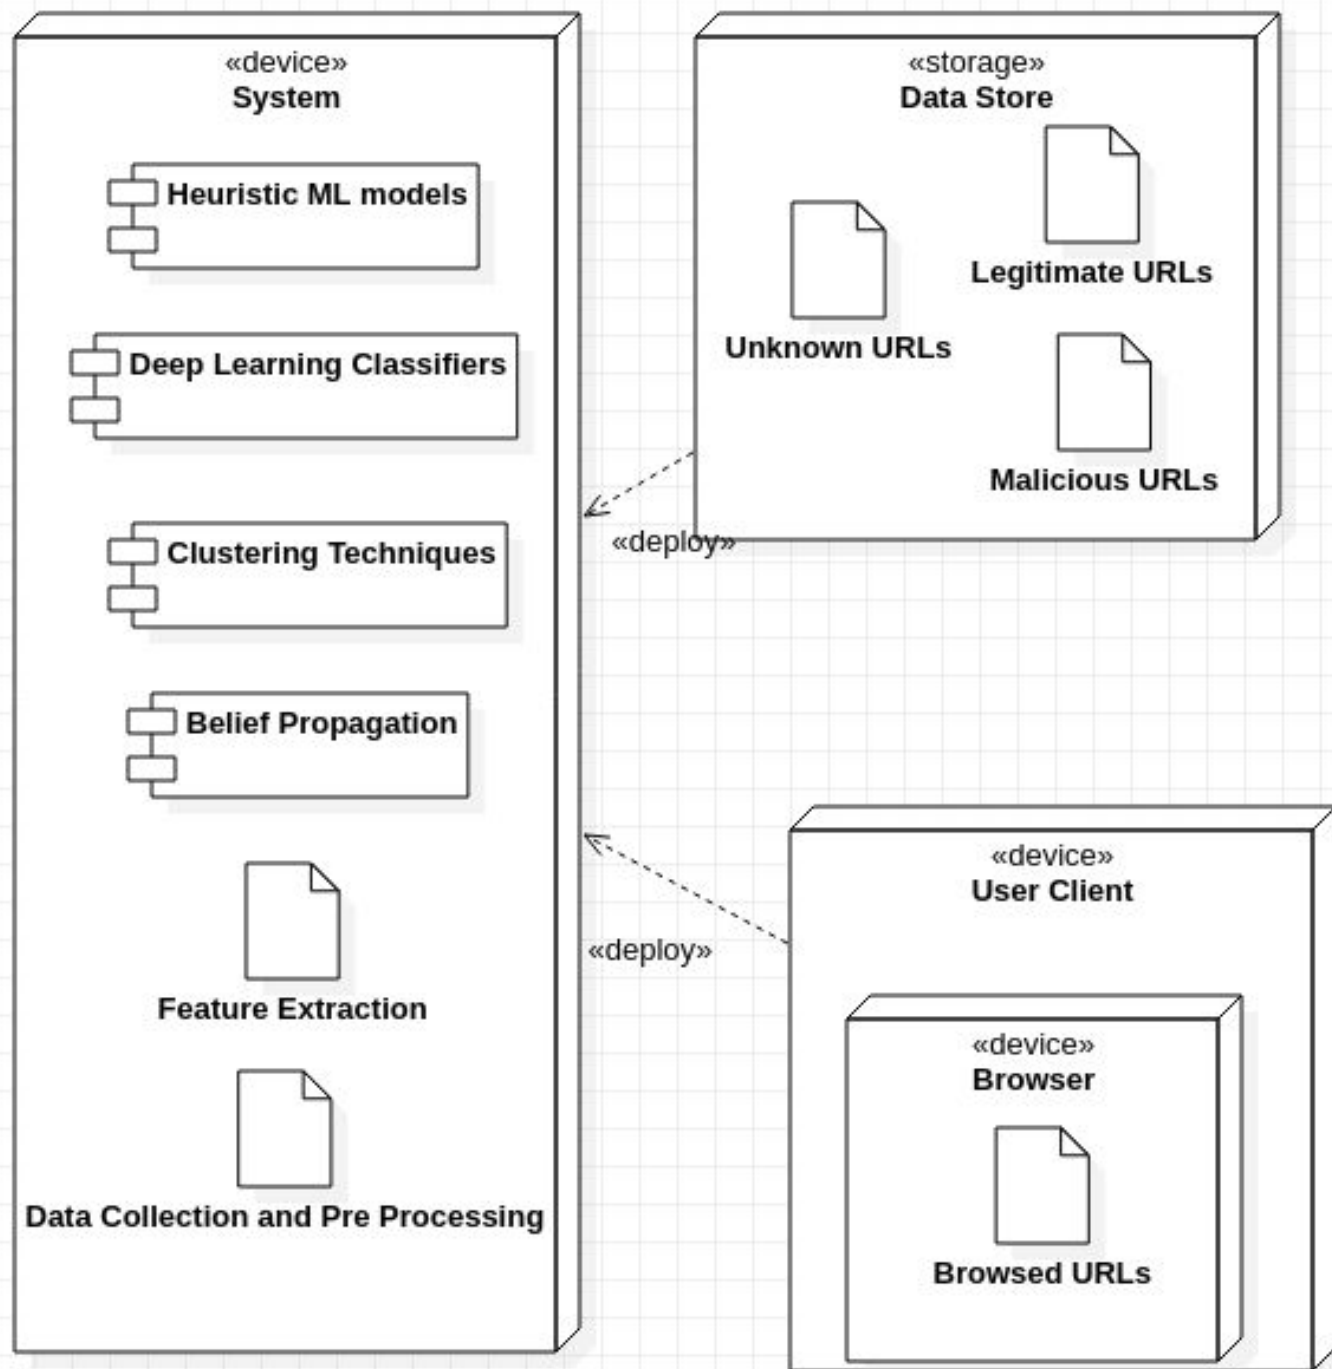 «device»
System
Heuristic ML models
Deep Learning Classifiers
Clustering Techniques
Belief Propagation
Feature Extraction
Data Collection and Pre Processing
«storage»
Data Store
Legitimate URLs
Unknown URLs
Malicious URLs
«deploy»
«deploy»
«device»
User Client
«device»
Browser
Browsed URLs